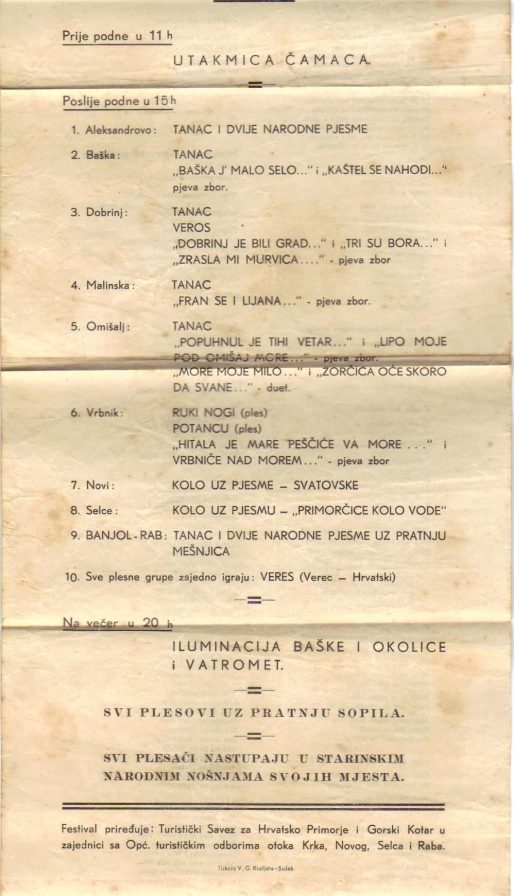 Prije podne u 11 h
UTAKMICA ČAMACA.
Poslije podne u 15 h
1. Aleksandrovo: TANAC I DVIJE NARODNE PJESME
2. Baška: TANAC
„BAŠKA J' MALO SELO...“ i „KAŠTEL SE NAHODI...“
pjeva zbor.
3. Dobrinj: TANAC
VEROS
„DOBRINJ JE BILI GRAD...“ i „TRI SU BORA...“ i
„ZRASLA MI MURVICA....“ - pjeva zbor
4. Malinska: TANAC
„FRAN SE I LIJANA...“ - pjeva zbor.
5. Omišalj: TANAC
„POPUHNUL JE TIHI VETAR...“ i „LIPO MOJE
POD OMIŠAJ MORE...“ - pjeva zbor.
„MORE MOJE MILO...“ i „ZORČICA OĆE SKORO
DA SVANE...“ - duet.
6. Vrbnik: RUKI NOGI (ples)
POTANCU (ples)
„HITALA JE MARE PEŠČIĆE VA MORE ...“ i
VRBNIČE NAD MOREM...“ - pjeva zbor
7. Novi: KOLO UZ PJESME – SVATOVSKE
8. Selce: KOLO UZ PJESMU – „PRIMORČICE KOLO VODE“
9. BANJOL-RAB: TANAC I DVIJE NARODNE PJESME UZ PRATNJU
MEŠNJICA
10. Sve plesne grupe zajedno igraju: VERES (Verec – Hrvatski)
Na večer u 20 h
ILUMINACIJA BAŠKE I OKOLICE
i VATROMET.
SVI PLESOVI UZ PRATNJU SOPILA.
SVI PLESAČI NASTUPAJU U STARINSKIM
NARODNIM NOŠNJAMA SVOJIH MJESTA.
Festival priređuje: Turistički Savez za Hrvatsko Primorje i Gorski Kotar u
zajednici sa Opć. turističkim odborima otoka Krka, Novog, Selca i Raba.
Tiskara V. G. Kraljeta - Sušak